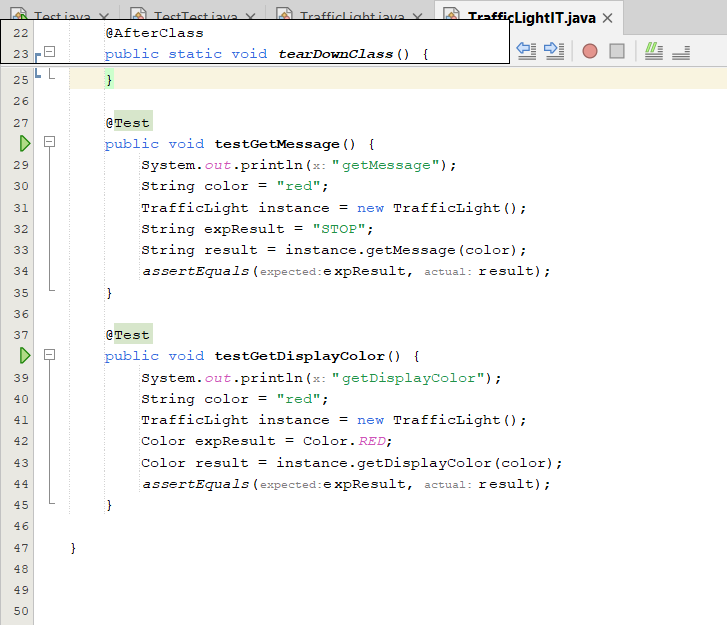 Test.java TestTest.java TrafficLight.java TrafficLightIT.java
22 @AfterClass
23 public static void tearDownClass() {
25 }
26
27 @Test
public void testGetMessage() {
29 System.out.println(x: "getMessage");
30 String color = "red";
31 TrafficLight instance = new TrafficLight();
32 String expResult = "STOP";
33 String result = instance.getMessage(color);
34 assertEquals(expected:expResult, actual: result);
35 }
36
37 @Test
public void testGetDisplayColor() {
39 System.out.println(x: "getDisplayColor");
40 String color = "red";
41 TrafficLight instance = new TrafficLight();
42 Color expResult = Color.RED;
43 Color result = instance.getDisplayColor(color);
44 assertEquals(expected:expResult, actual: result);
45 }
46
47 }
48
49
50